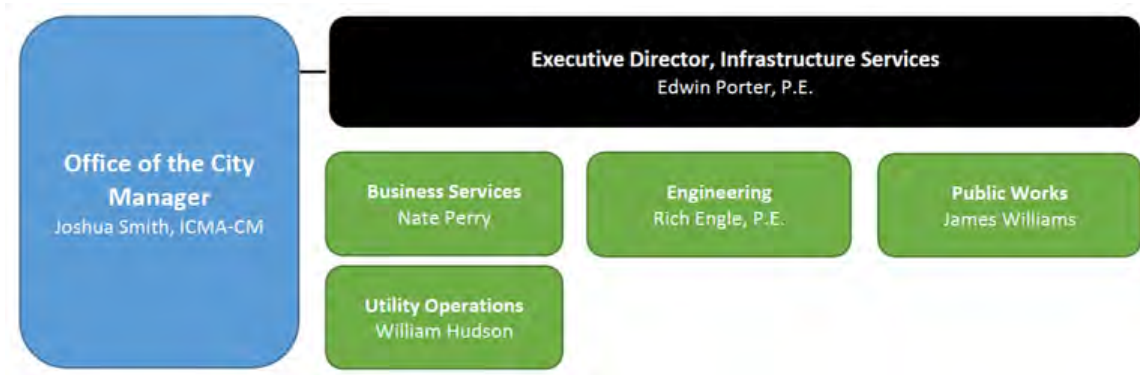 Executive Director, Infrastructure Services
Edwin Porter, P.E.
Office of the City
Manager
Joshua Smith, ICMA-CM
Business Services
Nate Perry
Engineering
Rich Engle, P.E.
Public Works
James Williams
Utility Operations
William Hudson